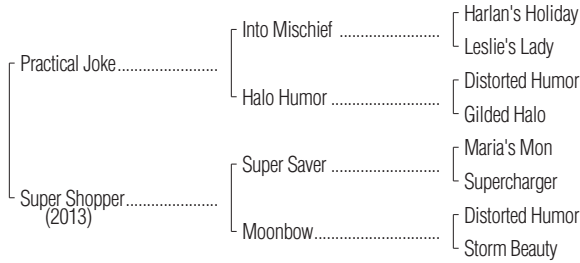 Harlan's Holiday
Into Mischief ....................
Leslie's Lady
Practical Joke....................
Distorted Humor
Halo Humor ......................
Gilded Halo
Maria's Mon
Super Saver .....................
Supercharger
Super Shopper..................
(2013)
Distorted Humor
Moonbow........................
Storm Beauty